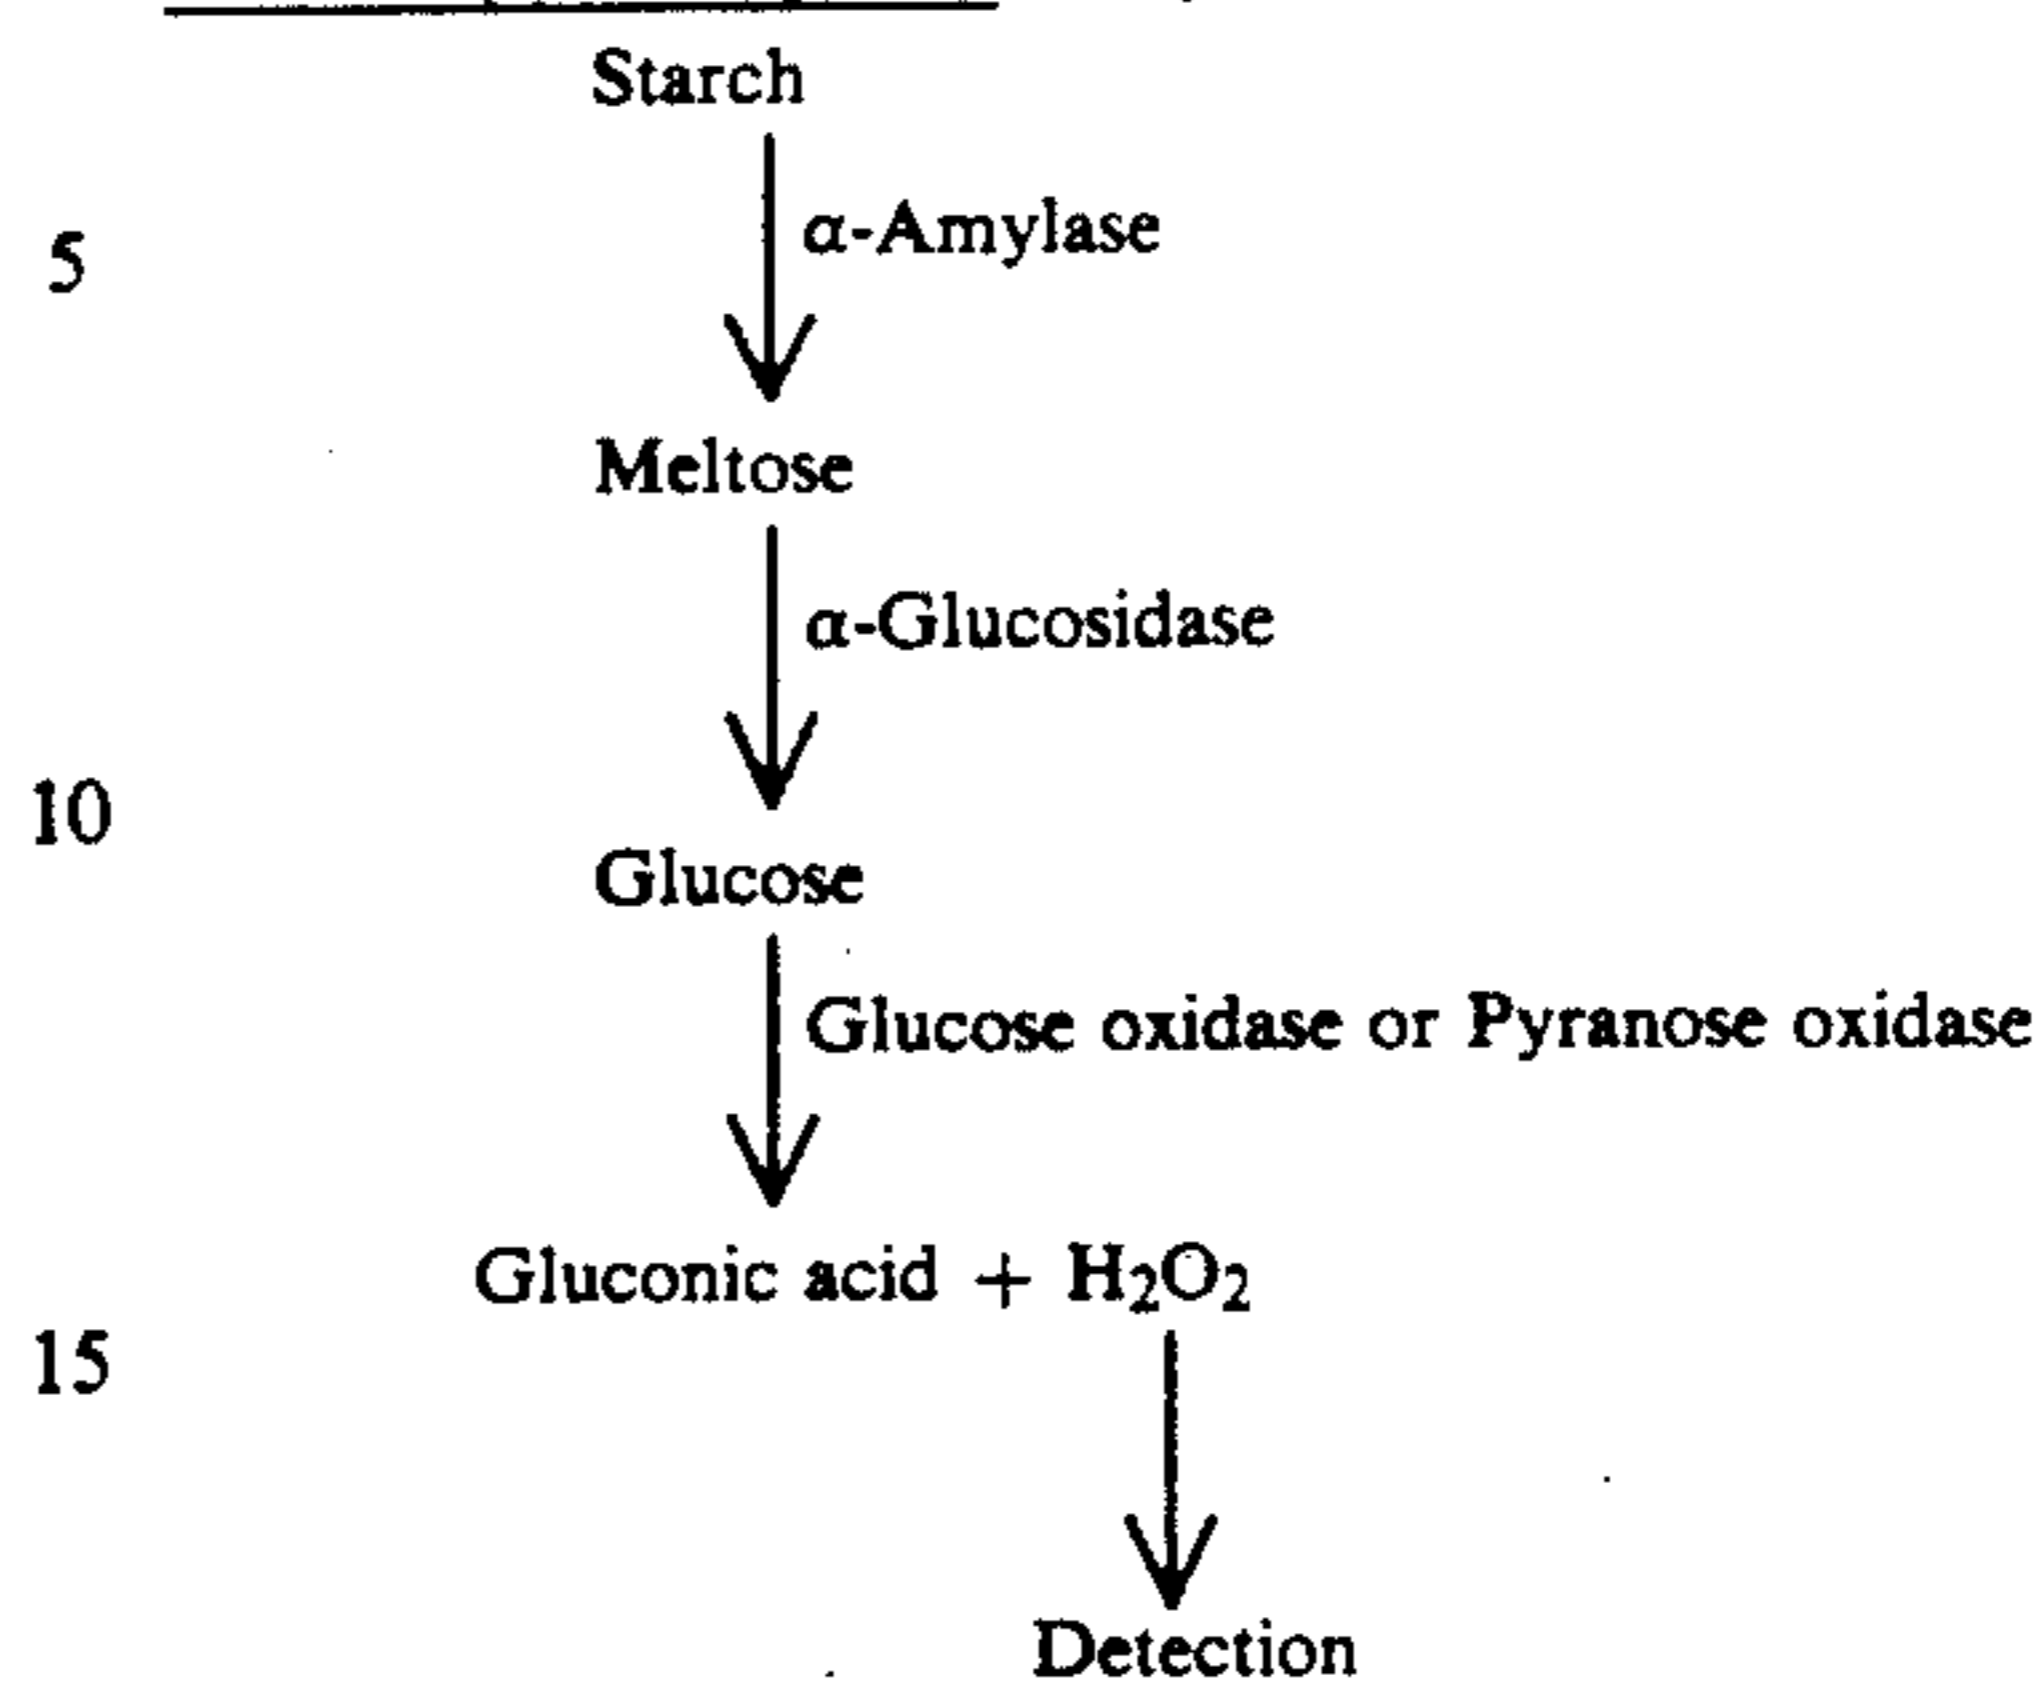 Starch
α-Amylase
5
Meltose
α-Glucosidase
10
Glucose
Glucose oxidase or Pyranose oxidase
Gluconic acid + H₂O₂
15
Detection